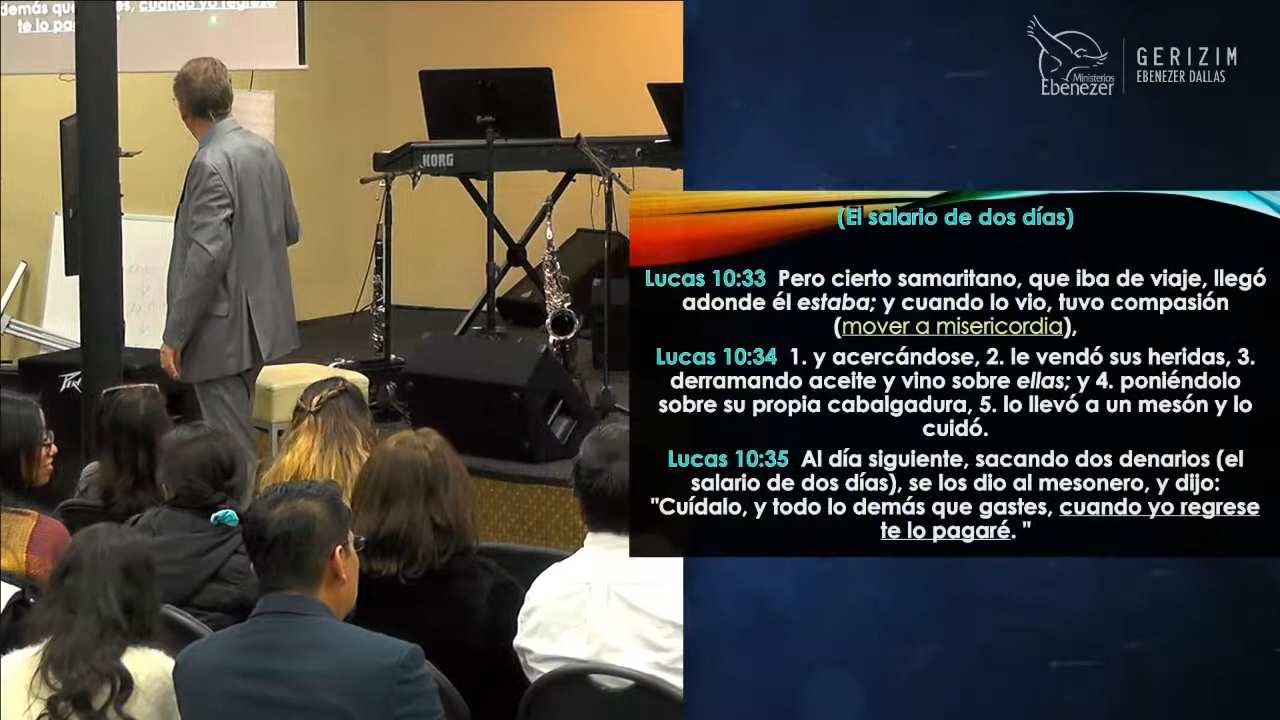 demás que es, cuando yo regrese
te lo pa
KORG
Ministerios
Ebenezer
GERIZIM
EBENEZER DALLAS
(El salario de dos días)
Lucas 10:33 Pero cierto samaritano, que iba de viaje, llegó
adonde él estaba; y cuando lo vio, tuvo compasión
(mover a misericordia),
Lucas 10:34 1. y acercándose, 2. le vendó sus heridas, 3.
derramando aceite y vino sobre ellas; y 4. poniéndolo
sobre su propia cabalgadura, 5. lo llevó a un mesón y lo
cuidó.
Lucas 10:35 Al día siguiente, sacando dos denarios (el
salario de dos días), se los dio al mesonero, y dijo:
"Cuídalo, y todo lo demás que gastes, cuando yo regrese
te lo pagaré. "